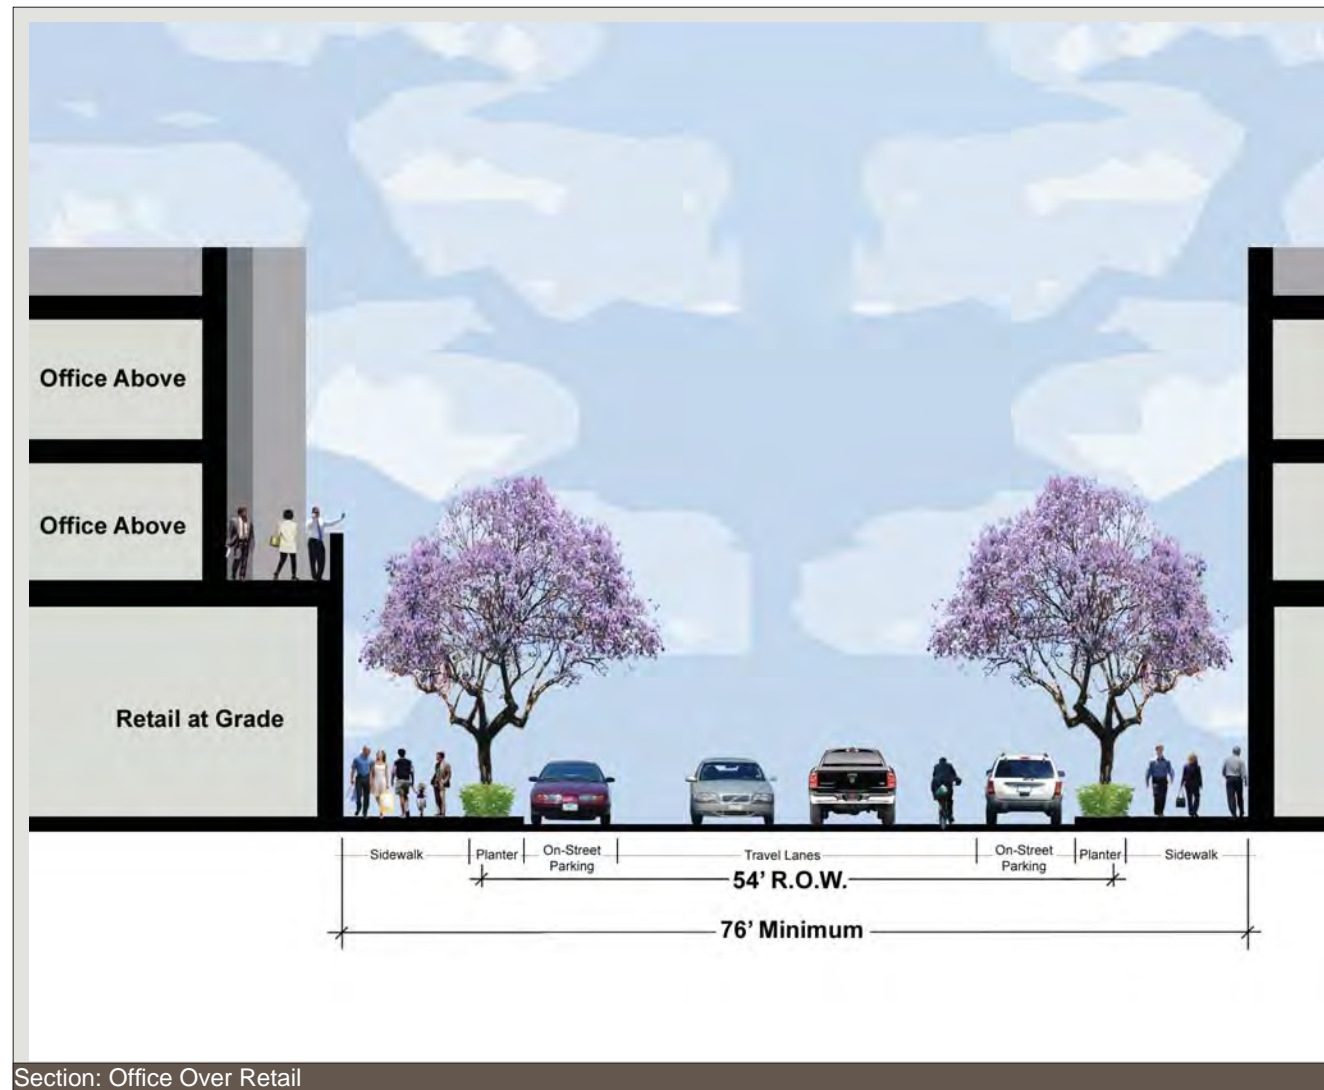 Office Above
Office Above
Retail at Grade
Sidewalk
Planter
On-Street
Parking
Travel Lanes
On-Street
Parking
Planter
Sidewalk
54' R.O.W.
76' Minimum
Section: Office Over Retail